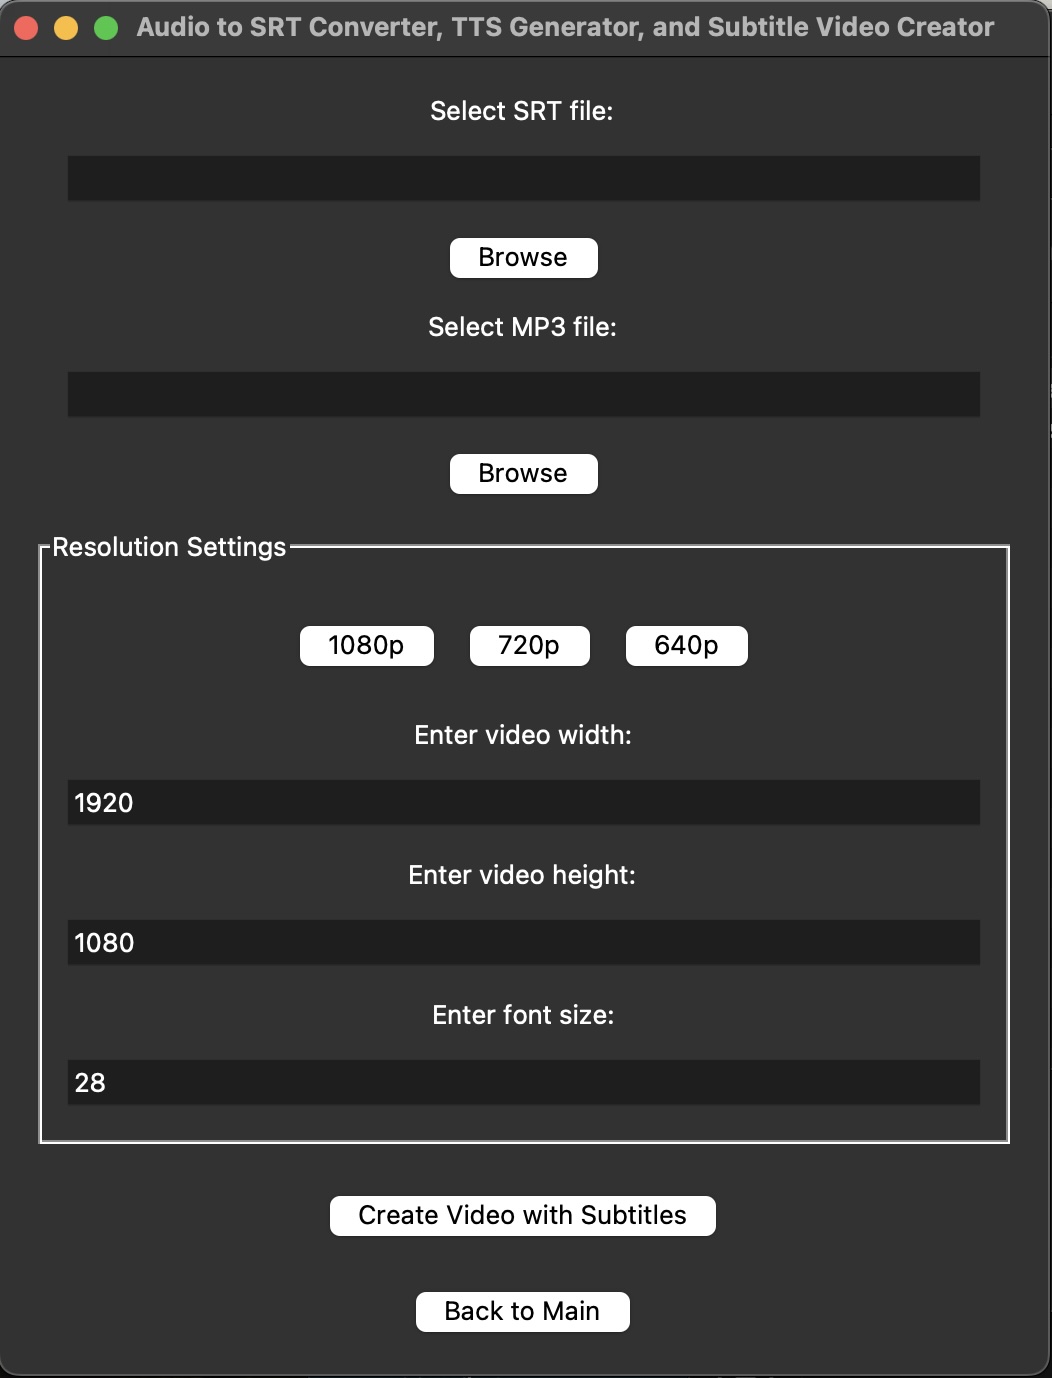 Audio to SRT Converter, TTS Generator, and Subtitle Video Creator
Select SRT file:
Browse
Select MP3 file:
Browse
Resolution Settings
1080p 720p 640p
Enter video width:
1920
Enter video height:
1080
Enter font size:
28
Create Video with Subtitles
Back to Main